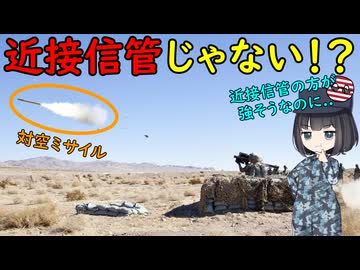 近接信管じゃない！？
近接信管の方が
強そうなのに．．
対空ミサイル